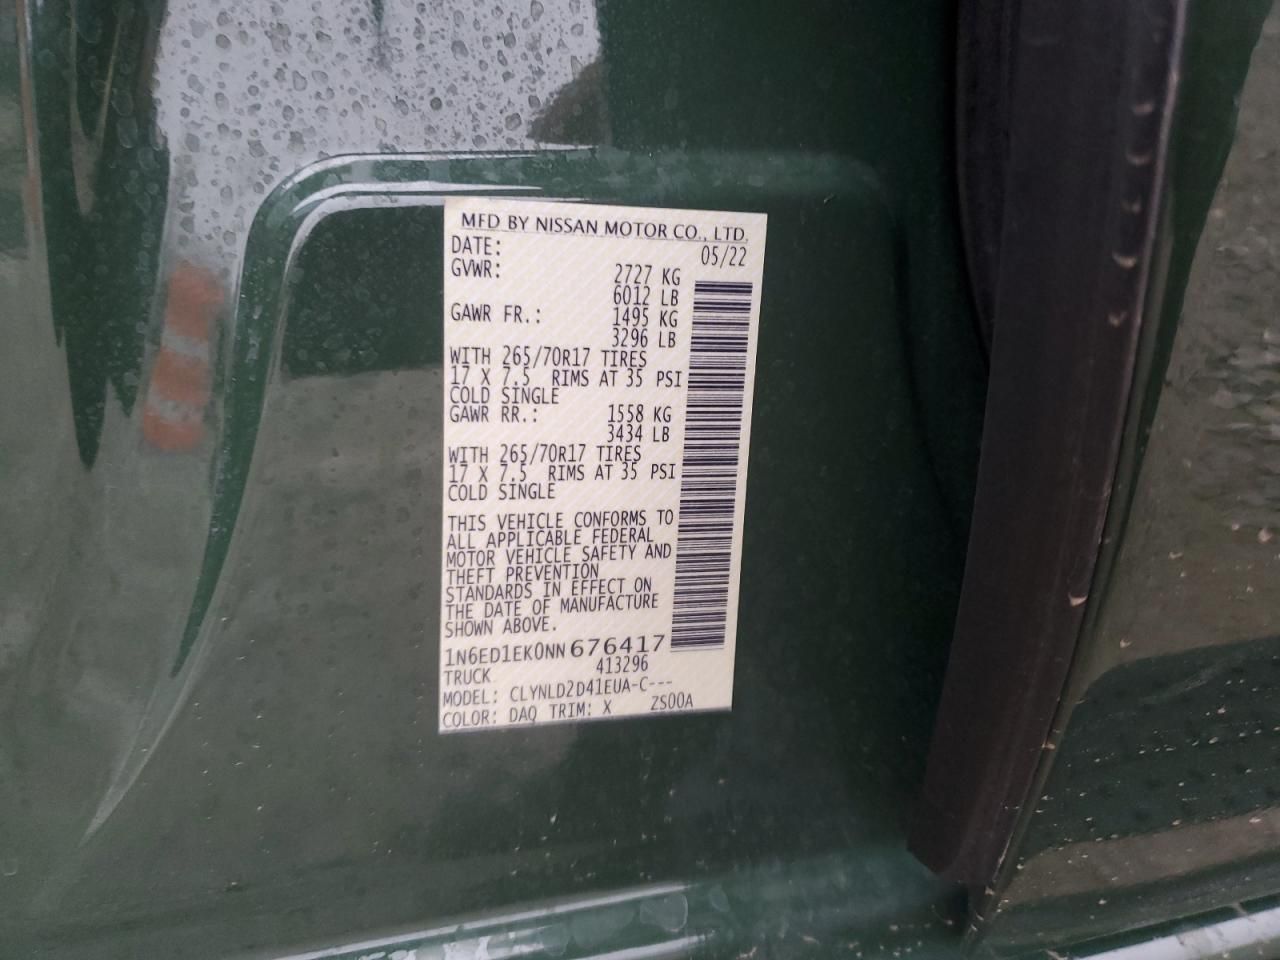 MFD BY NISSAN MOTOR CO., LTD.
DATE: 05/22
GVWR: 2727 KG
6012 LB
GAWR FR.: 1495 KG
3296 LB
WITH 265/70R17 TIRES
17 X 7.5 RIMS AT 35 PSI
COLD SINGLE
GAWR RR.: 1558 KG
3434 LB
WITH 265/70R17 TIRES
17 X 7.5 RIMS AT 35 PSI
COLD SINGLE
THIS VEHICLE CONFORMS TO
ALL APPLICABLE FEDERAL
MOTOR VEHICLE SAFETY AND
THEFT PREVENTION
STANDARDS IN EFFECT ON
THE DATE OF MANUFACTURE
SHOWN ABOVE.
1N6ED1EK0NN676417
TRUCK 413296
MODEL: CLYNLD2D41EUA-C---
COLOR: DAQ TRIM: X ZS00A